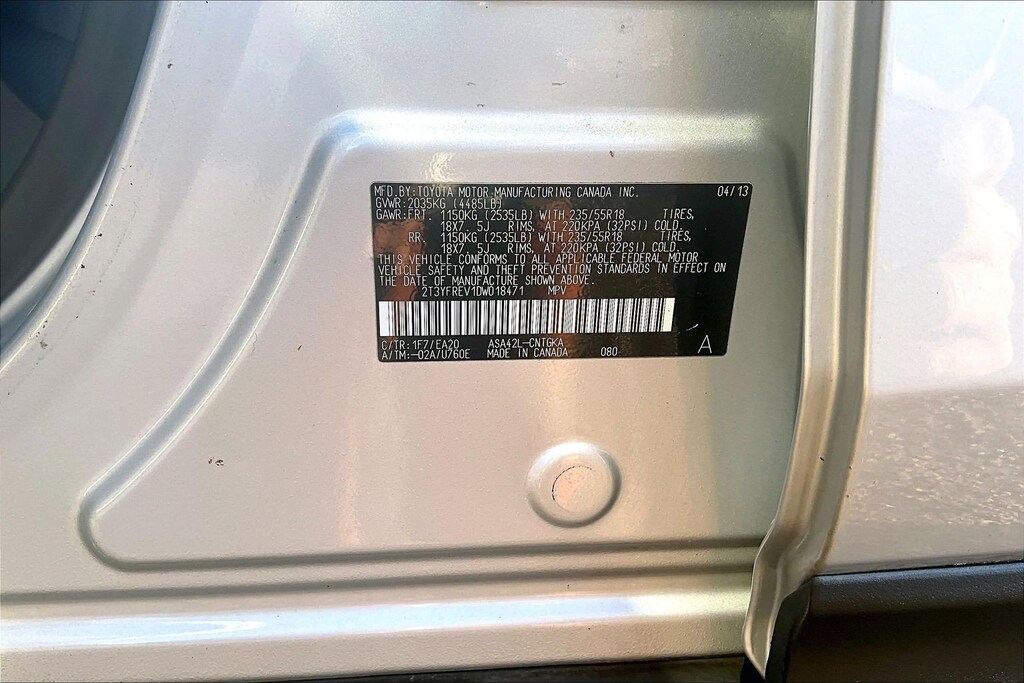 MFD.BY:TOYOTA MOTOR MANUFACTURING CANADA INC. 04/13
GVWR: 2035KG (4485LB)
GAWR:FRT. 1150KG (2535LB) WITH 235/55R18 TIRES,
18X7. 5J RIMS, AT 220KPA (32PSI) COLD.
RR. 1150KG (2535LB) WITH 235/55R18 TIRES,
18X7. 5J RIMS, AT 220KPA (32PSI) COLD.
THIS VEHICLE CONFORMS TO ALL APPLICABLE FEDERAL MOTOR
VEHICLE SAFETY AND THEFT PREVENTION STANDARDS IN EFFECT ON
THE DATE OF MANUFACTURE SHOWN ABOVE.
2T3YFREV1DW018471 MPV
C/TR:1F7/EA20 ASA42L-CNTGKA
A/TM:-02A/U760E MADE IN CANADA 080 A